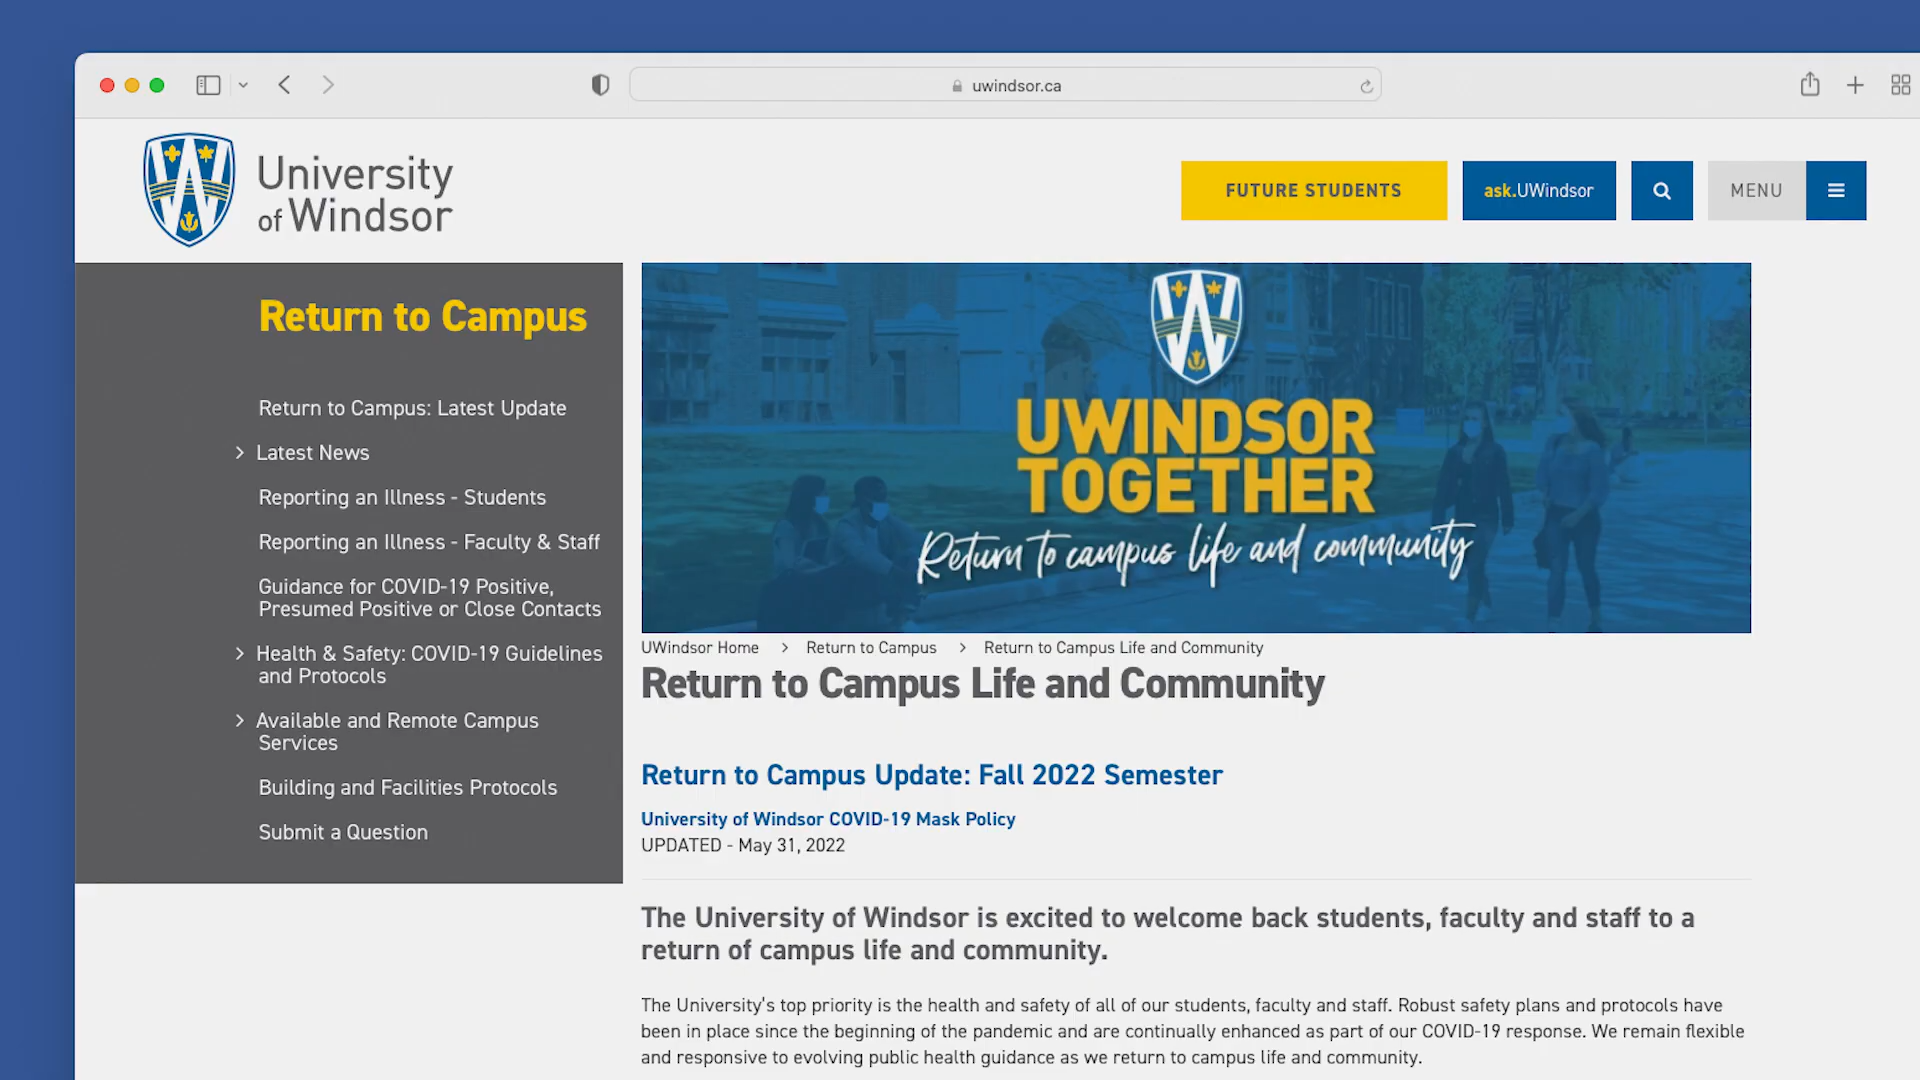 uwindsor.ca
University
of Windsor
FUTURE STUDENTS
ask.UWindsor
MENU
Return to Campus
Return to Campus: Latest Update
Latest News
Reporting an Illness - Students
Reporting an Illness - Faculty & Staff
Guidance for COVID-19 Positive,
Presumed Positive or Close Contacts
Health & Safety: COVID-19 Guidelines
and Protocols
Available and Remote Campus
Services
Building and Facilities Protocols
Submit a Question
UWINDSOR
TOGETHER
Return to campus life and community
UWindsor Home > Return to Campus > Return to Campus Life and Community
Return to Campus Life and Community
Return to Campus Update: Fall 2022 Semester
University of Windsor COVID-19 Mask Policy
UPDATED - May 31, 2022
The University of Windsor is excited to welcome back students, faculty and staff to a
return of campus life and community.
The University's top priority is the health and safety of all of our students, faculty and staff. Robust safety plans and protocols have
been in place since the beginning of the pandemic and are continually enhanced as part of our COVID-19 response. We remain flexible
and responsive to evolving public health guidance as we return to campus life and community.